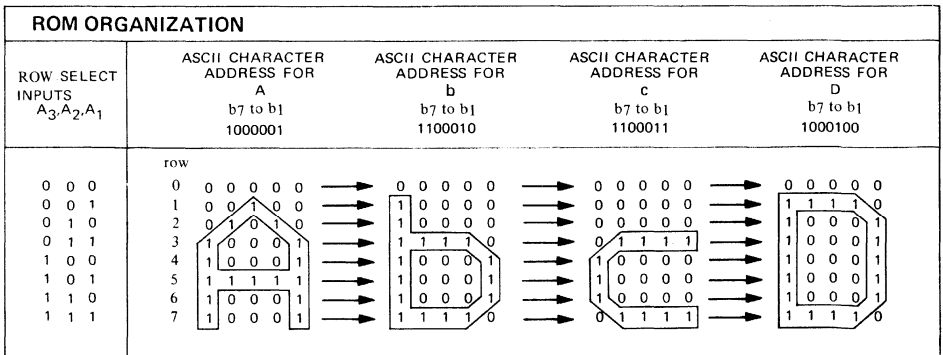 ROM ORGANIZATION
ROW SELECT INPUTS A3,A2,A1
ASCII CHARACTER ADDRESS FOR A b7 to b1 1000001
ASCII CHARACTER ADDRESS FOR b b7 to b1 1100010
ASCII CHARACTER ADDRESS FOR c b7 to b1 1100011
ASCII CHARACTER ADDRESS FOR D b7 to b1 1000100
row
0 0 0 0 0 0 0 0 0 0 0 0 0 0 0 0 0 0 0 0 0 0 0 0
0 0 1 1 0 0 1 0 0 1 0 0 0 0 0 0 0 0 0 1 1 1 1 0
0 1 0 2 0 1 0 1 0 1 0 0 0 0 0 0 0 0 0 1 0 0 0 1
0 1 1 3 1 0 0 0 1 1 1 1 1 0 0 1 1 1 1 1 0 0 0 1
1 0 0 4 1 0 0 0 1 1 0 0 0 1 1 0 0 0 0 1 0 0 0 1
1 0 1 5 1 1 1 1 1 1 0 0 0 1 1 0 0 0 0 1 0 0 0 1
1 1 0 6 1 0 0 0 1 1 0 0 0 1 1 0 0 0 0 1 0 0 0 1
1 1 1 7 1 0 0 0 1 1 1 1 1 0 0 1 1 1 1 1 1 1 1 0